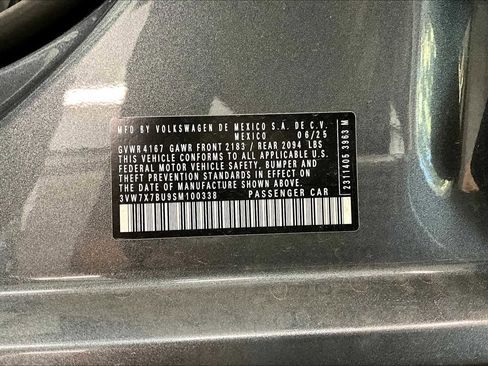 MFD BY VOLKSWAGEN DE MEXICO S.A. DE C.V.
MEXICO 06/25
GVWR4167 GAWR FRONT 2183 / REAR 2094 LBS
THIS VEHICLE CONFORMS TO ALL APPLICABLE
FEDERAL MOTOR VEHICLE SAFETY, BUMPER AND
THEFT PREVENTION STANDARDS IN EFFECT ON
THE DATE OF MANUFACTURE SHOWN ABOVE
3VW7X7BU9SM100338 PASSENGER CAR
2311405 3963 M